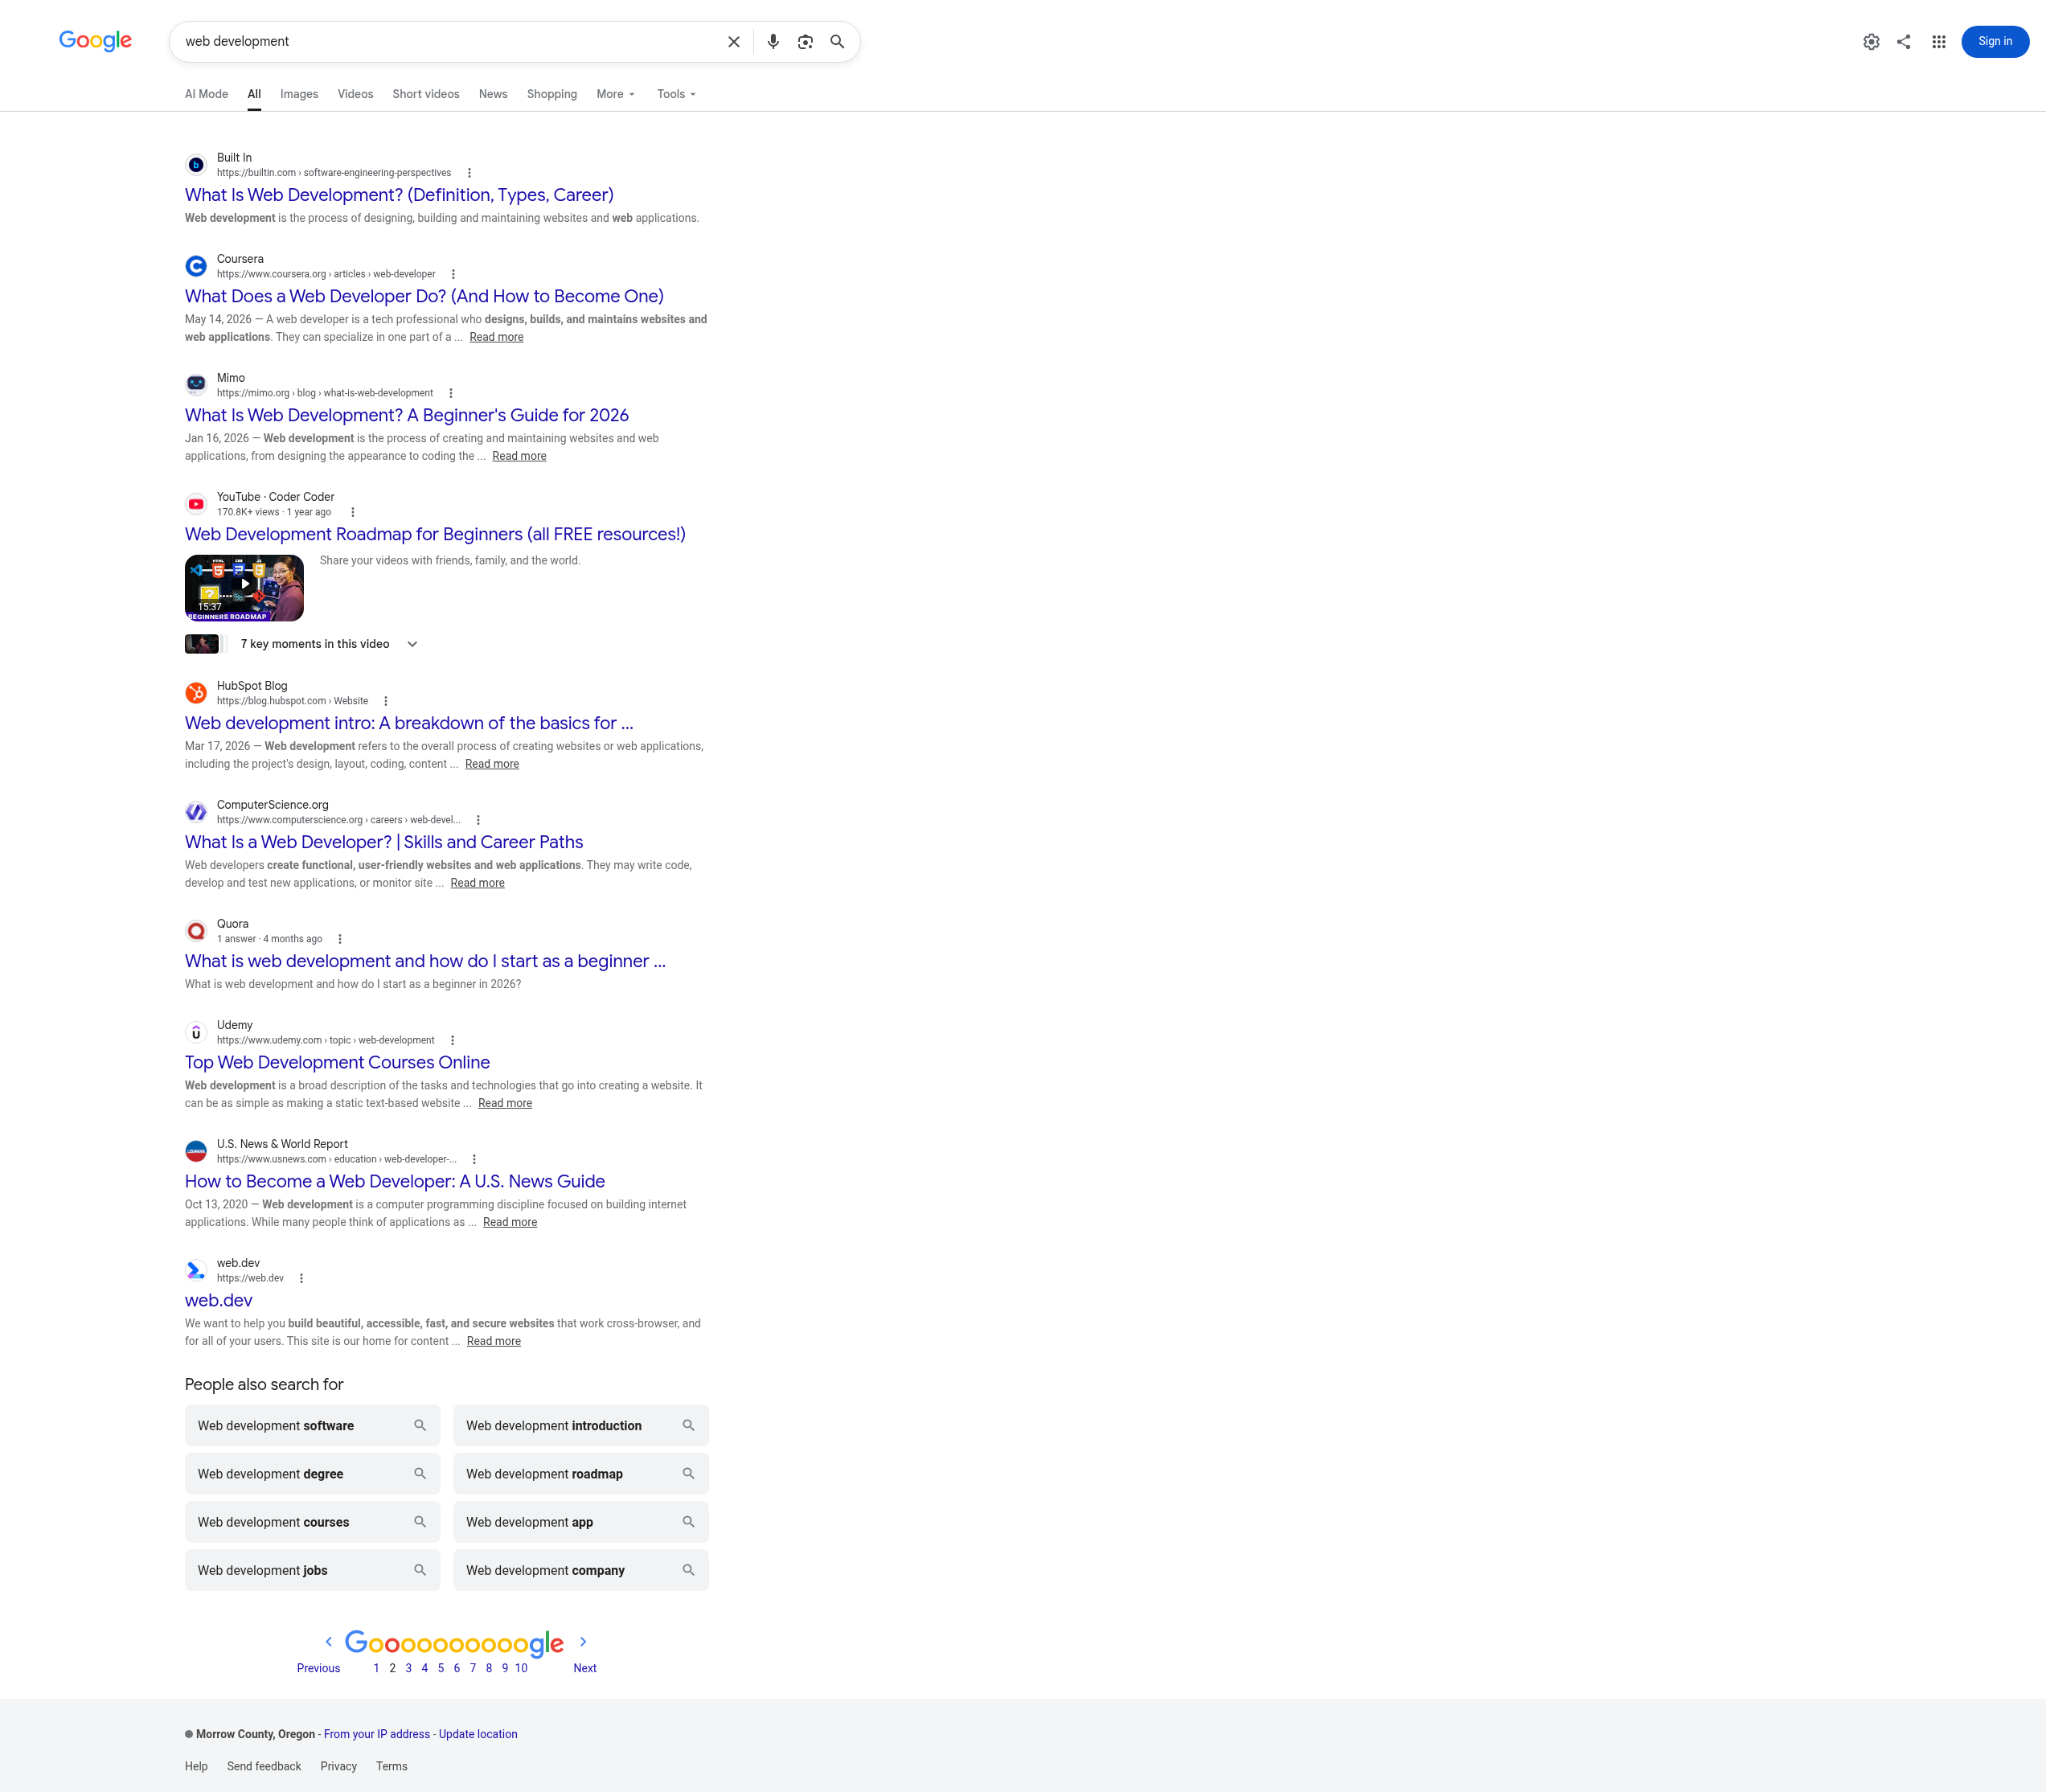 Google
web development
Sign in
AI Mode All Images Videos Short videos News Shopping More Tools
Built In
https://builtin.com › software-engineering-perspectives
What Is Web Development? (Definition, Types, Career)
Web development is the process of designing, building and maintaining websites and web applications.
Coursera
https://www.coursera.org › articles › web-developer
What Does a Web Developer Do? (And How to Become One)
May 14, 2026 — A web developer is a tech professional who designs, builds, and maintains websites and
web applications. They can specialize in one part of a ... Read more
Mimo
https://mimo.org › blog › what-is-web-development
What Is Web Development? A Beginner's Guide for 2026
Jan 16, 2026 — Web development is the process of creating and maintaining websites and web
applications, from designing the appearance to coding the ... Read more
YouTube · Coder Coder
170.8K+ views · 1 year ago
Web Development Roadmap for Beginners (all FREE resources!)
Share your videos with friends, family, and the world.
HTML CSS JS
15:37
BEGINNERS ROADMAP
7 key moments in this video
HubSpot Blog
https://blog.hubspot.com › Website
Web development intro: A breakdown of the basics for ...
Mar 17, 2026 — Web development refers to the overall process of creating websites or web applications,
including the project's design, layout, coding, content ... Read more
ComputerScience.org
https://www.computerscience.org › careers › web-devel...
What Is a Web Developer? | Skills and Career Paths
Web developers create functional, user-friendly websites and web applications. They may write code,
develop and test new applications, or monitor site ... Read more
Quora
1 answer · 4 months ago
What is web development and how do I start as a beginner ...
What is web development and how do I start as a beginner in 2026?
Udemy
https://www.udemy.com › topic › web-development
Top Web Development Courses Online
Web development is a broad description of the tasks and technologies that go into creating a website. It
can be as simple as making a static text-based website ... Read more
U.S. News & World Report
https://www.usnews.com › education › web-developer-...
How to Become a Web Developer: A U.S. News Guide
Oct 13, 2020 — Web development is a computer programming discipline focused on building internet
applications. While many people think of applications as ... Read more
web.dev
https://web.dev
web.dev
We want to help you build beautiful, accessible, fast, and secure websites that work cross-browser, and
for all of your users. This site is our home for content ... Read more
People also search for
Web development software
Web development introduction
Web development degree
Web development roadmap
Web development courses
Web development app
Web development jobs
Web development company
Goooooooooogle
Previous 1 2 3 4 5 6 7 8 9 10 Next
Morrow County, Oregon - From your IP address - Update location
Help Send feedback Privacy Terms